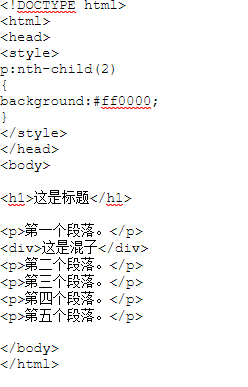 <!DOCTYPE html>
<html>
<head>
<style>
p:nth-child(2)
{
background:#ff0000;
}
</style>
</head>
<body>
<h1>这是标题</h1>
<p>第一个段落。</p>
<div>这是混子</div>
<p>第二个段落。</p>
<p>第三个段落。</p>
<p>第四个段落。</p>
<p>第五个段落。</p>
</body>
</html>